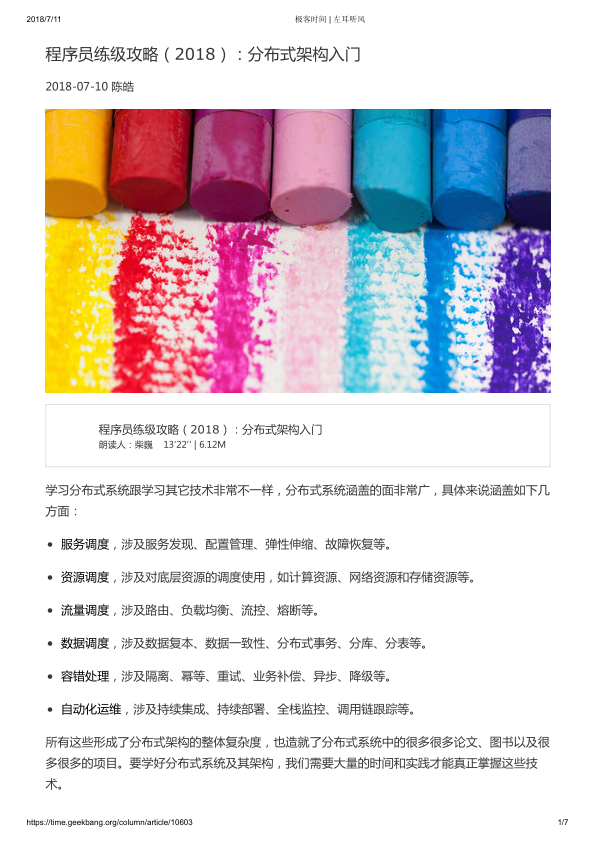 2018/7/11
极客时间 | 左耳听风
程序员练级攻略（2018）：分布式架构入门
2018-07-10 陈皓
程序员练级攻略（2018）：分布式架构入门
朗读人：柴巍 13'22'' | 6.12M
学习分布式系统跟学习其它技术非常不一样，分布式系统涵盖的面非常广，具体来说涵盖如下几
方面：
• 服务调度，涉及服务发现、配置管理、弹性伸缩、故障恢复等。
• 资源调度，涉及对底层资源的调度使用，如计算资源、网络资源和存储资源等。
• 流量调度，涉及路由、负载均衡、流控、熔断等。
• 数据调度，涉及数据复本、数据一致性、分布式事务、分库、分表等。
• 容错处理，涉及隔离、幂等、重试、业务补偿、异步、降级等。
• 自动化运维，涉及持续集成、持续部署、全栈监控、调用链跟踪等。
所有这些形成了分布式架构的整体复杂度，也造就了分布式系统中的很多很多论文、图书以及很
多很多的项目。要学好分布式系统及其架构，我们需要大量的时间和实践才能真正掌握这些技
术。
https://time.geekbang.org/column/article/10603
1/7